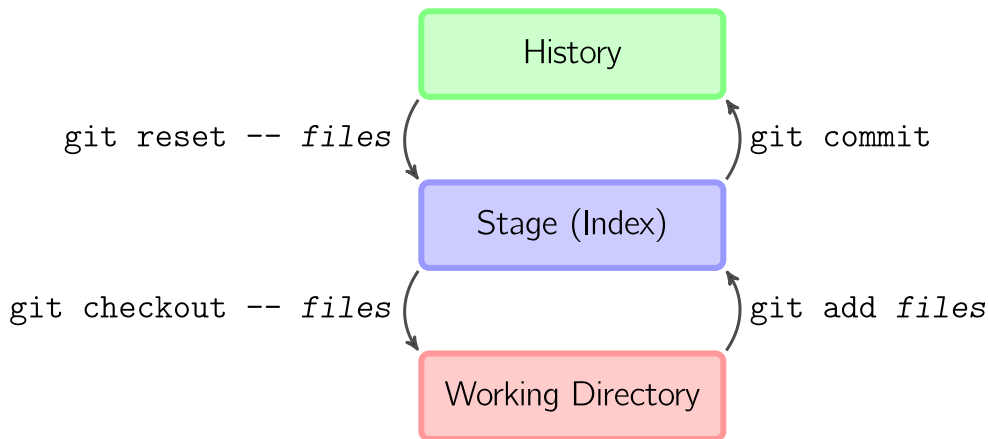 History
git reset -- files
git commit
Stage (Index)
git checkout -- files
git add files
Working Directory